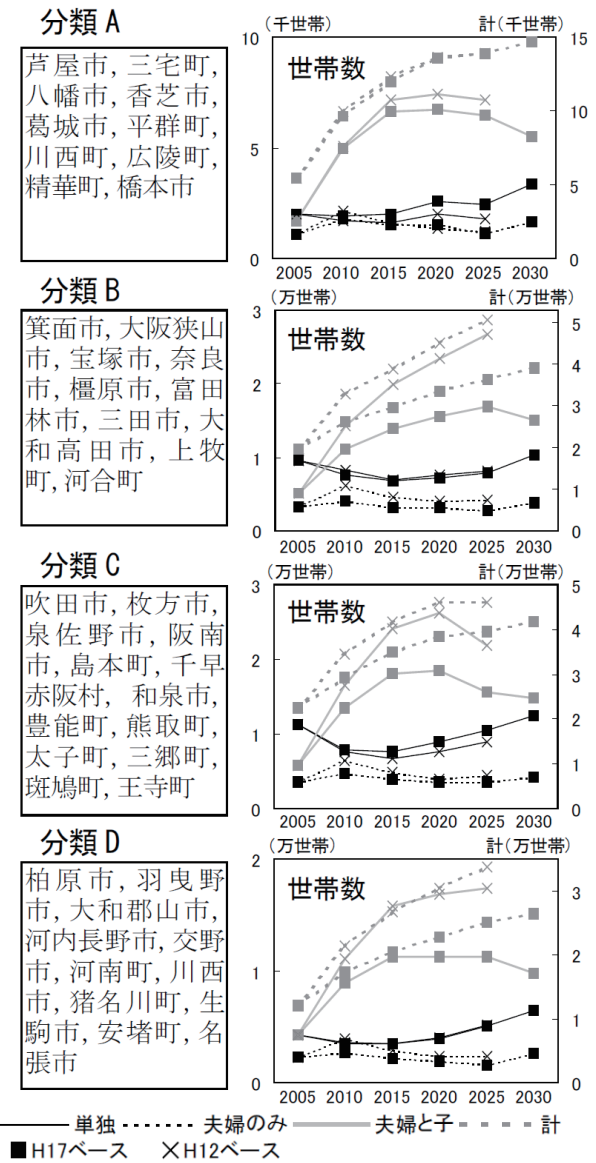 分類 A
芦屋市, 三宅町,
八幡市, 香芝市,
葛城市, 平群町,
川西町, 広陵町,
精華町, 橋本市
(千世帯)
計(千世帯)
世帯数
10
5
0
15
10
5
0
2005 2010 2015 2020 2025 2030
分類 B
箕面市, 大阪狭山
市, 宝塚市, 奈良
市, 橿原市, 富田
林市, 三田市, 大
和高田市, 上牧
町, 河合町
(万世帯)
計(万世帯)
世帯数
3
2
1
0
5
4
3
2
1
0
2005 2010 2015 2020 2025 2030
分類 C
吹田市, 枚方市,
泉佐野市, 阪南
市, 島本町, 千早
赤阪村, 和泉市,
豊能町, 熊取町,
太子町, 三郷町,
斑鳩町, 王寺町
(万世帯)
計(万世帯)
世帯数
3
2
1
0
5
4
3
2
1
0
2005 2010 2015 2020 2025 2030
分類 D
柏原市, 羽曳野
市, 大和郡山市,
河内長野市, 交野
市, 河南町, 川西
市, 猪名川町, 生
駒市, 安堵町, 名
張市
(万世帯)
計(万世帯)
世帯数
2
1
0
3
2
1
0
2005 2010 2015 2020 2025 2030
単独 夫婦のみ 夫婦と子 計
H17ベース H12ベース